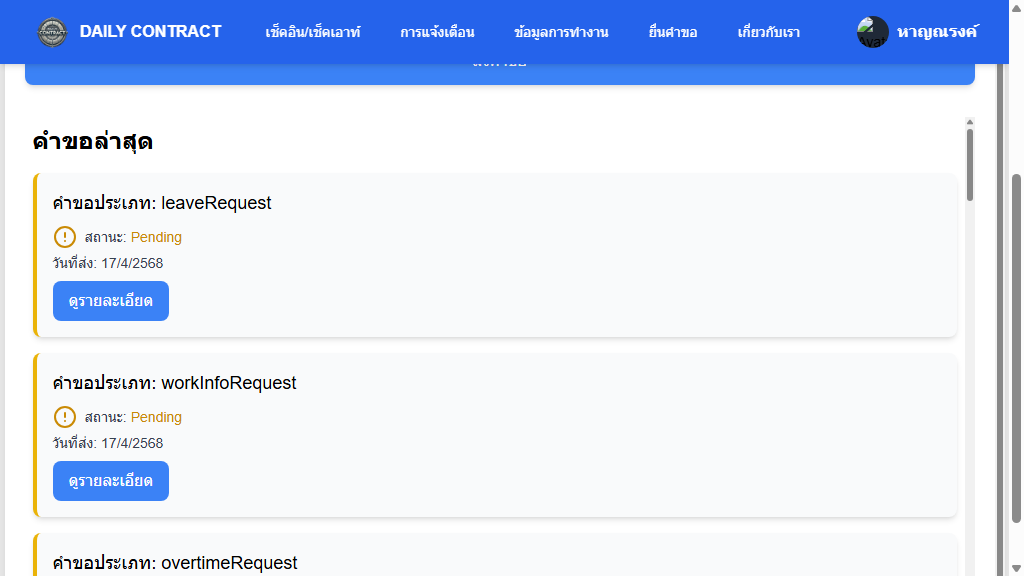 DAILY CONTRACT
เช็คอิน/เช็คเอาท์
การแจ้งเตือน
ข้อมูลการทำงาน
ยื่นคำขอ
เกี่ยวกับเรา
หาญณรงค์
คำขอล่าสุด
คำขอประเภท: leaveRequest
สถานะ: Pending
วันที่ส่ง: 17/4/2568
ดูรายละเอียด
คำขอประเภท: workInfoRequest
สถานะ: Pending
วันที่ส่ง: 17/4/2568
ดูรายละเอียด
คำขอประเภท: overtimeRequest